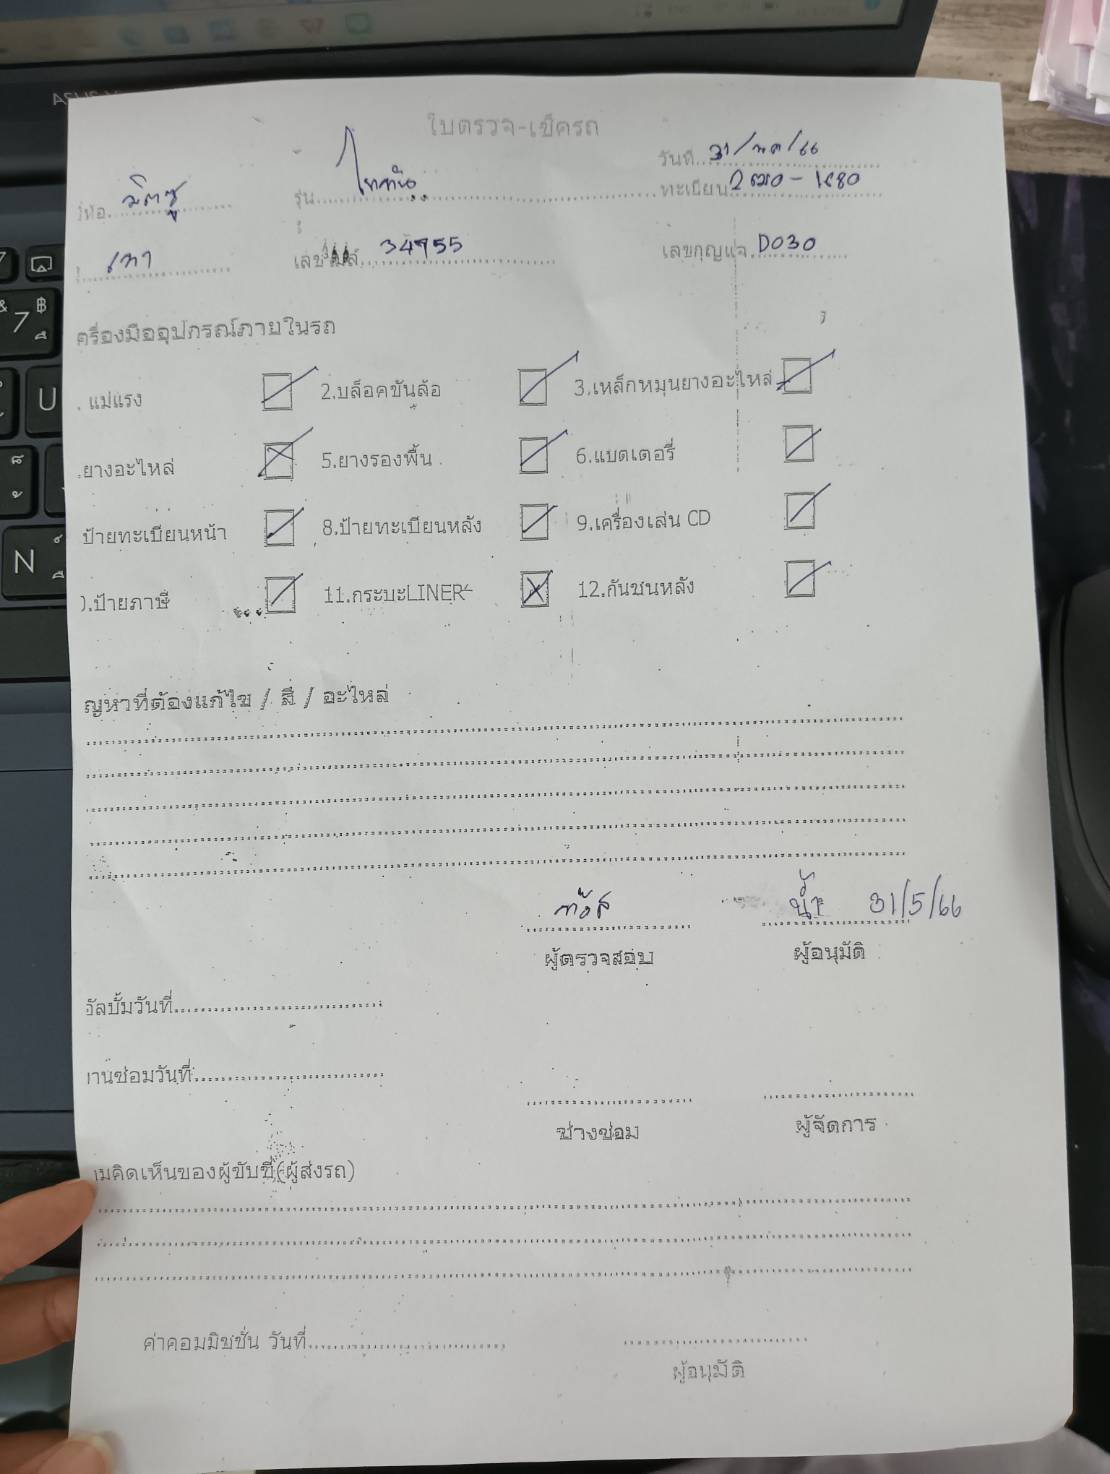 ใบตรวจ-เช็ครถ
วันที่ 31/พค/66
มิตซู รุ่น ไททัน ทะเบียน
เทา เลขไมล์ 34955 เลขกุญแจ D030
ครื่องมืออุปกรณ์ภายในรถ
. แม่แรง 2.บล็อคขันล้อ 3.เหล็กหมุนยางอะไหล่
.ยางอะไหล่ 5.ยางรองพื้น 6.แบตเตอรี่
ป้ายทะเบียนหน้า 8.ป้ายทะเบียนหลัง 9.เครื่องเล่น CD
).ป้ายภาษี 11.กระบะLINER 12.กันชนหลัง
ญหาที่ต้องแก้ไข / สี / อะไหล่
น้ำ 31/5/66
ผู้ตรวจสอบ ผู้อนุมัติ
อัลบั้มวันที่
านซ่อมวันที่
ช่างซ่อม ผู้จัดการ
ามคิดเห็นของผู้ขับขี่(ผู้ส่งรถ)
ค่าคอมมิชชั่น วันที่
ผู้อนุมัติ
7 ฿
U
N